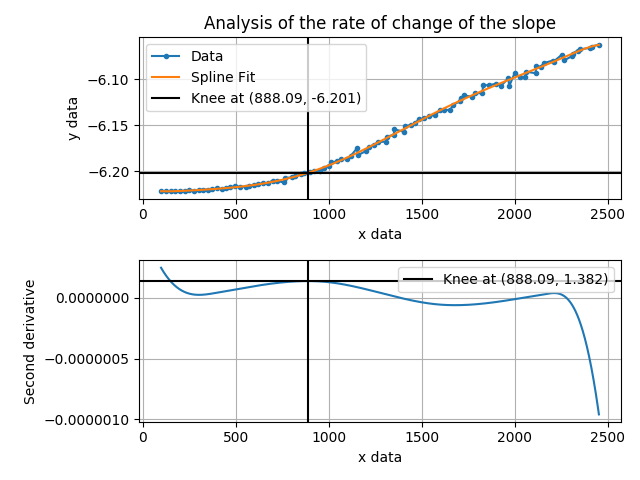 Analysis of the rate of change of the slope
Data
Spline Fit
Knee at (888.09, -6.201)
−6.10
−6.15
−6.20
y data
0 500 1000 1500 2000 2500
x data
Knee at (888.09, 1.382)
0.0000000
−0.0000005
−0.0000010
Second derivative
0 500 1000 1500 2000 2500
x data